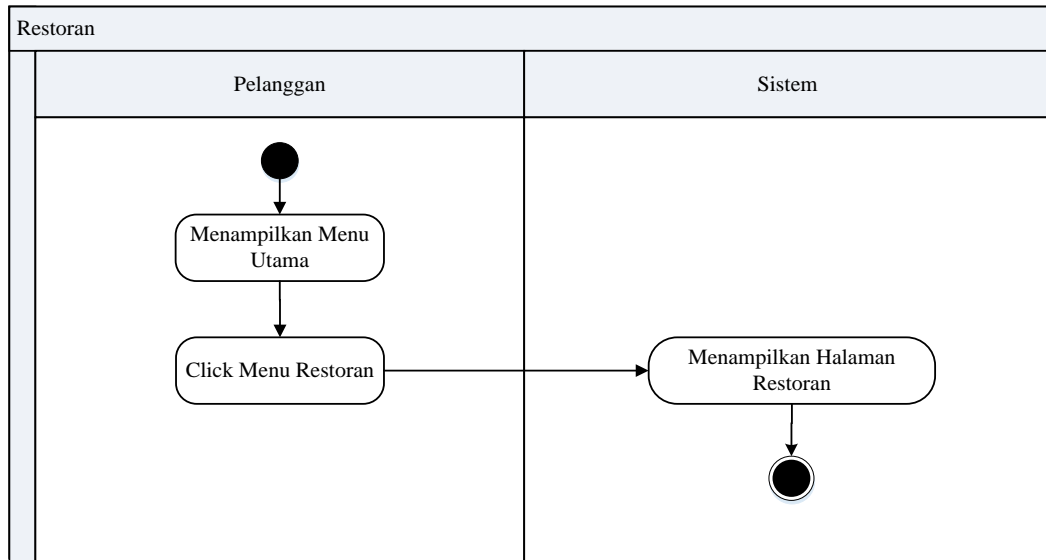 Restoran
Pelanggan
Sistem
Menampilkan Menu
Utama
Click Menu Restoran
Menampilkan Halaman
Restoran